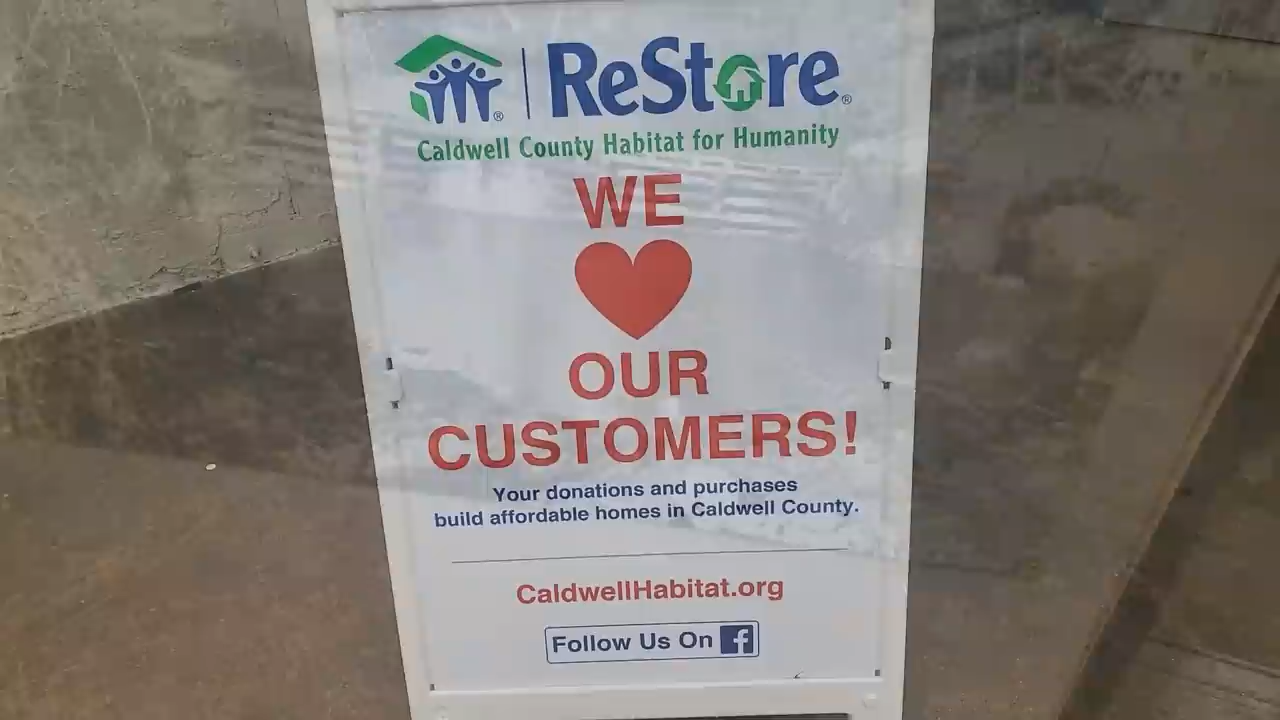 ReStore®
Caldwell County Habitat for Humanity
WE
OUR
CUSTOMERS!
Your donations and purchases
build affordable homes in Caldwell County.
CaldwellHabitat.org
Follow Us On f